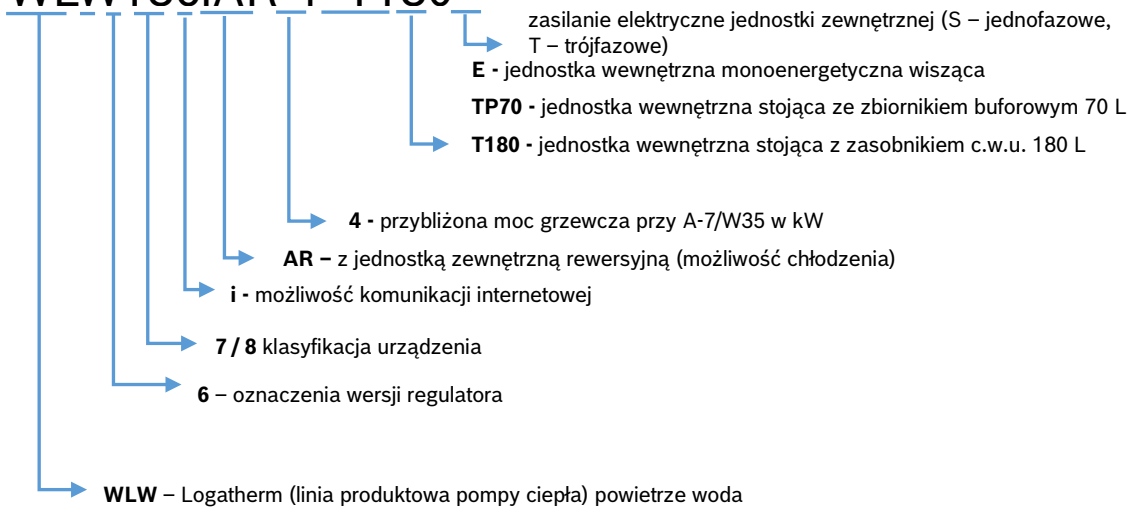 zasilanie elektryczne jednostki zewnętrznej (S – jednofazowe,
T – trójfazowe)
E - jednostka wewnętrzna monoenergetyczna wisząca
TP70 - jednostka wewnętrzna stojąca ze zbiornikiem buforowym 70 L
T180 - jednostka wewnętrzna stojąca z zasobnikiem c.w.u. 180 L
4 - przybliżona moc grzewcza przy A-7/W35 w kW
AR – z jednostką zewnętrzną rewersyjną (możliwość chłodzenia)
i - możliwość komunikacji internetowej
7 / 8 klasyfikacja urządzenia
6 – oznaczenia wersji regulatora
WLW – Logatherm (linia produktowa pompy ciepła) powietrze woda